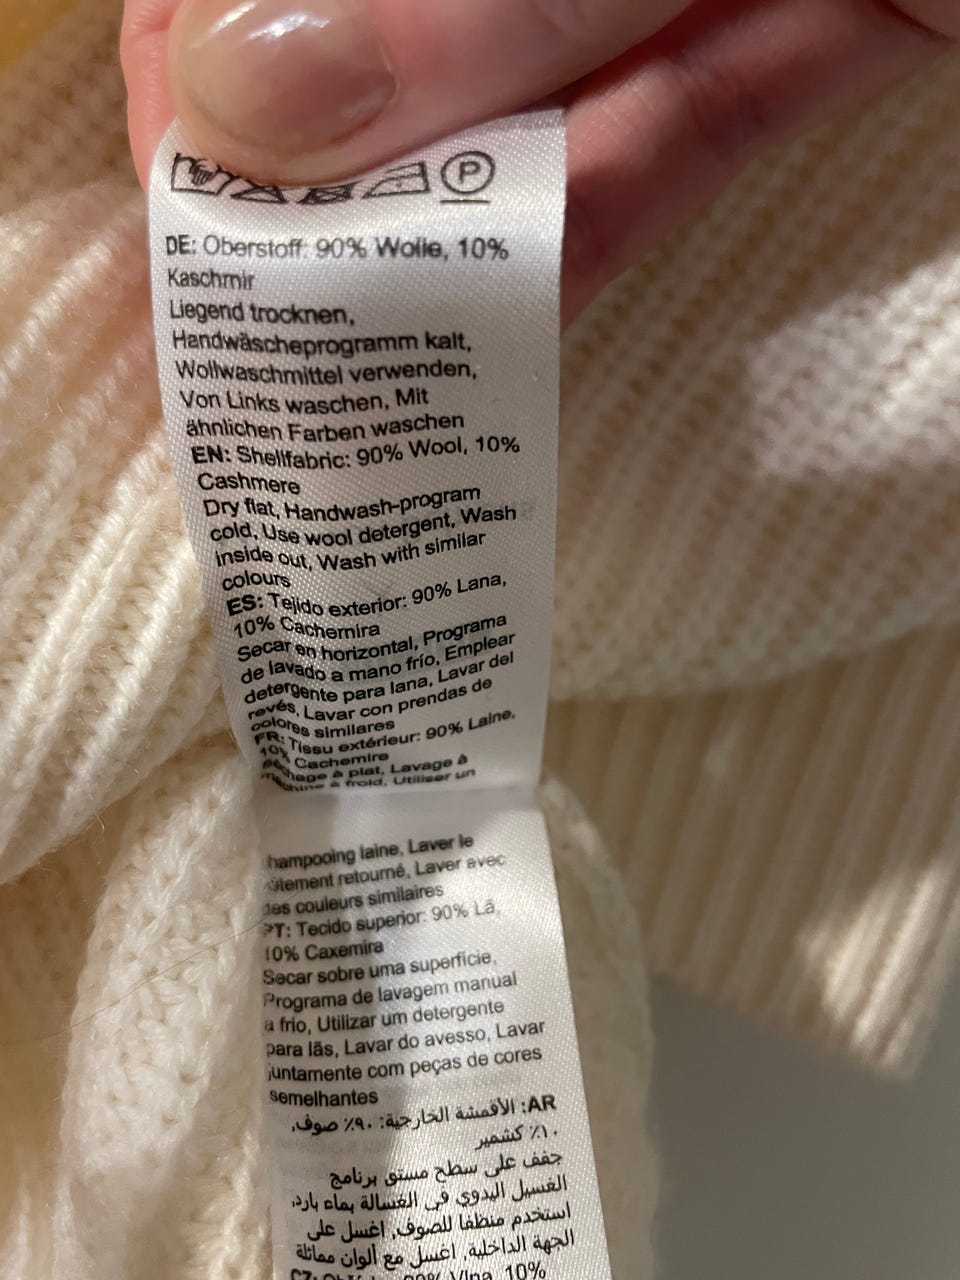 P
DE: Oberstoff: 90% Wolle, 10%
Kaschmir
Liegend trocknen,
Handwäscheprogramm kalt,
Wollwaschmittel verwenden,
Von Links waschen, Mit
ähnlichen Farben waschen
EN: Shellfabric: 90% Wool, 10%
Cashmere
Dry flat, Handwash-program
cold, Use wool detergent, Wash
inside out, Wash with similar
colours
ES: Tejido exterior: 90% Lana,
10% Cachemira
Secar en horizontal, Programa
de lavado a mano frío, Emplear
detergente para lana, Lavar del
revés, Lavar con prendas de
colores similares
FR: Tissu extérieur: 90% Laine,
10% Cachemire
Séchage à plat, Lavage à
machine à froid, Utiliser un
shampooing laine, Laver le
vêtement retourné, Laver avec
des couleurs similaires
PT: Tecido superior: 90% Lã,
10% Caxemira
Secar sobre uma superfície,
Programa de lavagem manual
a frio, Utilizar um detergente
para lãs, Lavar do avesso, Lavar
juntamente com peças de cores
semelhantes
AR: الأقمشة الخارجية: ٩٠٪ صوف,
١٠٪ كشمير
جفف على سطح مستو, برنامج
الغسيل اليدوي في الغسالة بماء بارد,
استخدم منظفا للصوف, اغسل على
الجهة الداخلية, اغسل مع ألوان مماثلة
90% Vlna, 10%